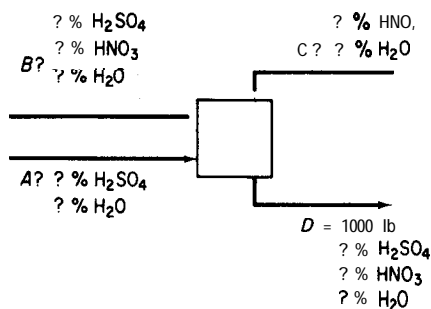 ? % H₂SO₄
? % HNO₃
B? ? % H₂O
? % HNO,
C ? ? % H₂O
A? ? % H₂SO₄
? % H₂O
D = 1000 lb
? % H₂SO₄
? % HNO₃
? % H₂O